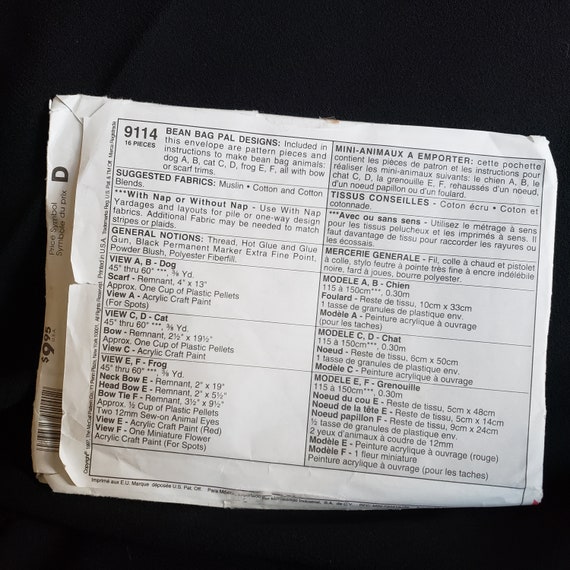 9114
16 PIECES
BEAN BAG PAL DESIGNS: Included in
this envelope are pattern pieces and
instructions to make bean bag animals:
dog A, B, cat C, D, frog E, F, all with bow
or scarf trims.
SUGGESTED FABRICS: Muslin • Cotton and Cotton
Blends.
***With Nap or Without Nap - Use With Nap
Yardages and layouts for pile or one-way design
fabrics. Additional Fabric may be needed to match
stripes or plaids.
GENERAL NOTIONS: Thread, Hot Glue and Glue
Gun, Black Permanent Marker Extra Fine Point,
Powder Blush, Polyester Fiberfill.
VIEW A, B - Dog
45" thru 60" ***, ⅜ Yd.
Scarf - Remnant, 4" x 13"
Approx. One Cup of Plastic Pellets
View A - Acrylic Craft Paint
(For Spots)
VIEW C, D - Cat
45" thru 60" ***, ⅜ Yd.
Bow - Remnant, 2½" x 19½"
Approx. One Cup of Plastic Pellets
View C - Acrylic Craft Paint
VIEW E, F - Frog
45" thru 60" ***, ⅜ Yd.
Neck Bow E - Remnant, 2" x 19"
Head Bow E - Remnant, 2" x 5½"
Bow Tie F - Remnant, 3½" x 9½"
Approx. ½ Cup of Plastic Pellets
Two 12mm Sew-on Animal Eyes
View E - Acrylic Craft Paint (Red)
View F - One Miniature Flower
Acrylic Craft Paint (For Spots)
MINI-ANIMAUX A EMPORTER: cette pochette
contient les pièces de patron et les instructions pour
réaliser les mini-animaux suivants: le chien A, B, le
chat C, D, la grenouille E, F, rehaussés d'un noeud,
d'un noeud papillon ou d'un foulard.
TISSUS CONSEILLES - Coton écru • Coton et
cotonnade.
***Avec ou sans sens - Utilisez le métrage à sens
pour les tissus pelucheux et les imprimés à sens. Il
faut davantage de tissu pour raccorder les rayures ou
les écossais.
MERCERIE GENERALE - Fil, colle à chaud et pistolet
à colle, stylo feutre à pointe très fine à encre indélébile
noire, fard à joues, bourre polyester.
MODELE A, B - Chien
115 à 150cm***, 0.30m
Foulard - Reste de tissu, 10cm x 33cm
1 tasse de granules de plastique env.
Modèle A - Peinture acrylique à ouvrage
(pour les taches)
MODELE C, D - Chat
115 à 150cm***, 0.30m
Noeud - Reste de tissu, 6cm x 50cm
1 tasse de granules de plastique env.
Modèle C - Peinture acrylique à ouvrage
MODELE E, F - Grenouille
115 à 150cm***, 0.30m
Noeud du cou E - Reste de tissu, 5cm x 48cm
Noeud de la tête E - Reste de tissu, 5cm x 14cm
Noeud papillon F - Reste de tissu, 9cm x 24cm
½ tasse de granules de plastique env.
2 yeux d'animaux à coudre de 12mm
Modèle E - Peinture acrylique à ouvrage (rouge)
Modèle F - 1 fleur miniature
Peinture acrylique à ouvrage (pour les taches)
Imprimé aux E.U. Marque déposée U.S. Pat. Off.
Price Symbol
Symbole du prix
D
$9.95
Printed in U.S.A.
All Rights Reserved.